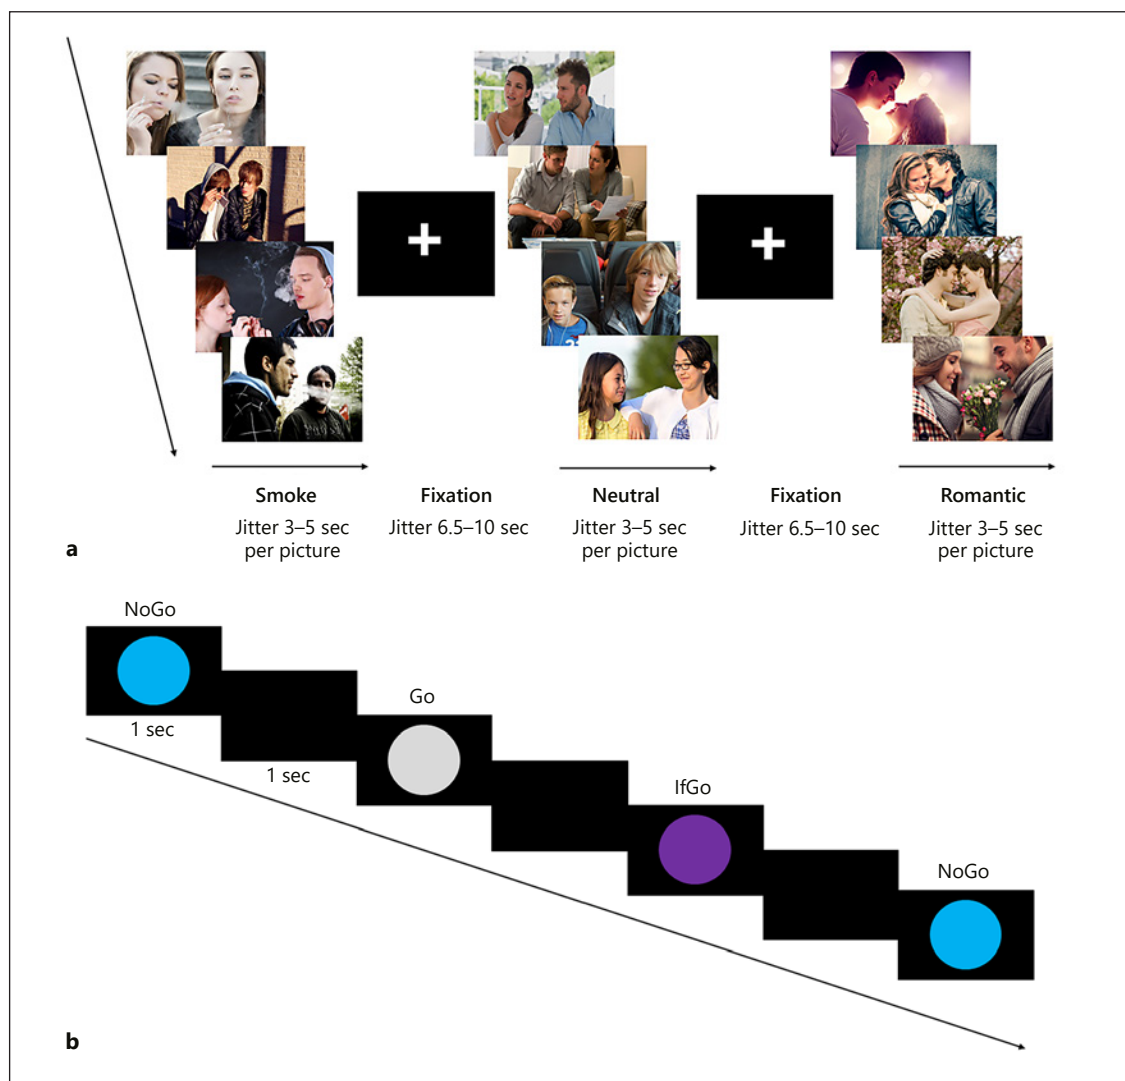 Smoke
Jitter 3–5 sec
per picture
Fixation
Jitter 6.5–10 sec
Neutral
Jitter 3–5 sec
per picture
Fixation
Jitter 6.5–10 sec
Romantic
Jitter 3–5 sec
per picture
a
NoGo
1 sec
1 sec
Go
IfGo
NoGo
b